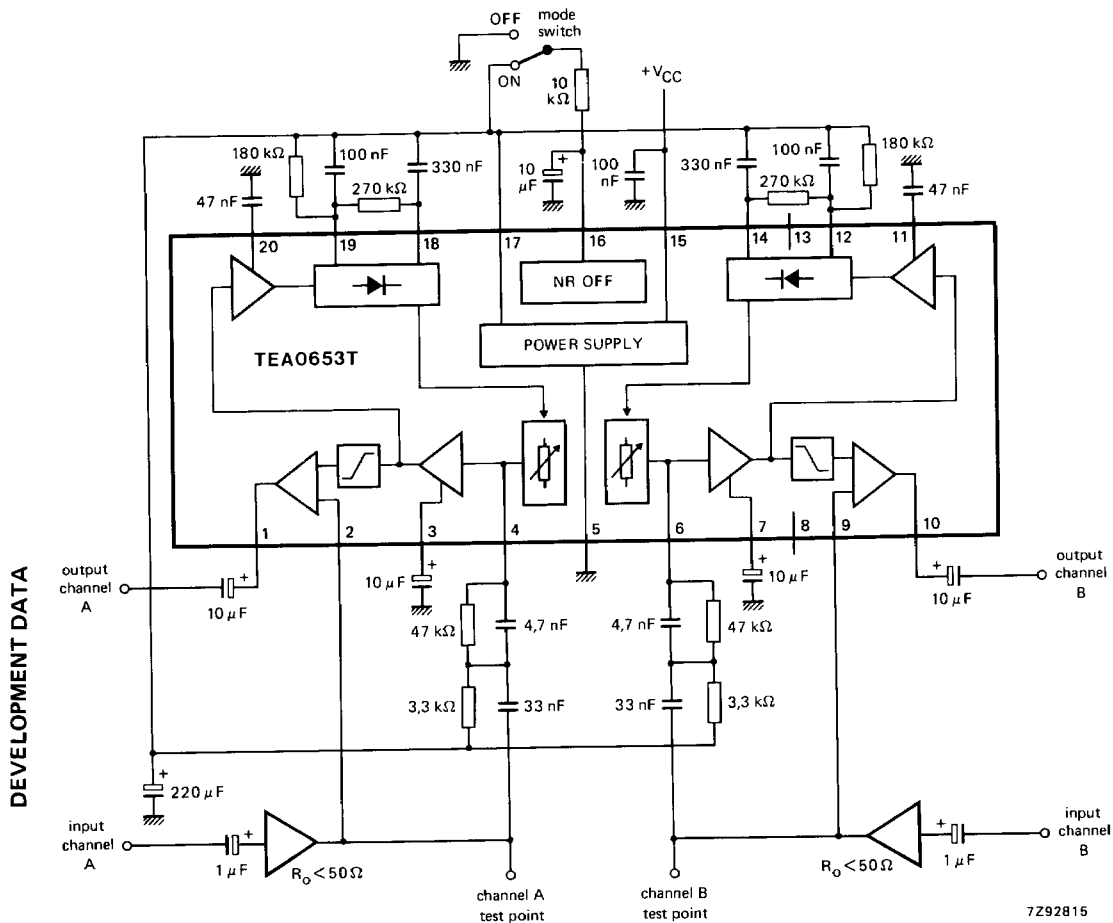 OFF
mode
switch
ON
10
kΩ
+VCC
180 kΩ
100 nF
330 nF
270 kΩ
47 nF
10
μF
+
100
nF
330 nF
100 nF
180 kΩ
270 kΩ
47 nF
20
19
18
17
16
15
14
13
12
11
NR OFF
POWER SUPPLY
TEA0653T
1
2
3
4
5
6
7
8
9
10
output
channel
A
+
10 μF
10 μF
+
+
10 μF
+
10 μF
output
channel
B
47 kΩ
4,7 nF
4,7 nF
47 kΩ
3,3 kΩ
33 nF
33 nF
3,3 kΩ
DEVELOPMENT DATA
+
220 μF
input
channel
A
+
1 μF
Ro<50Ω
channel A
test point
channel B
test point
Ro<50Ω
+
1 μF
input
channel
B
7Z92815